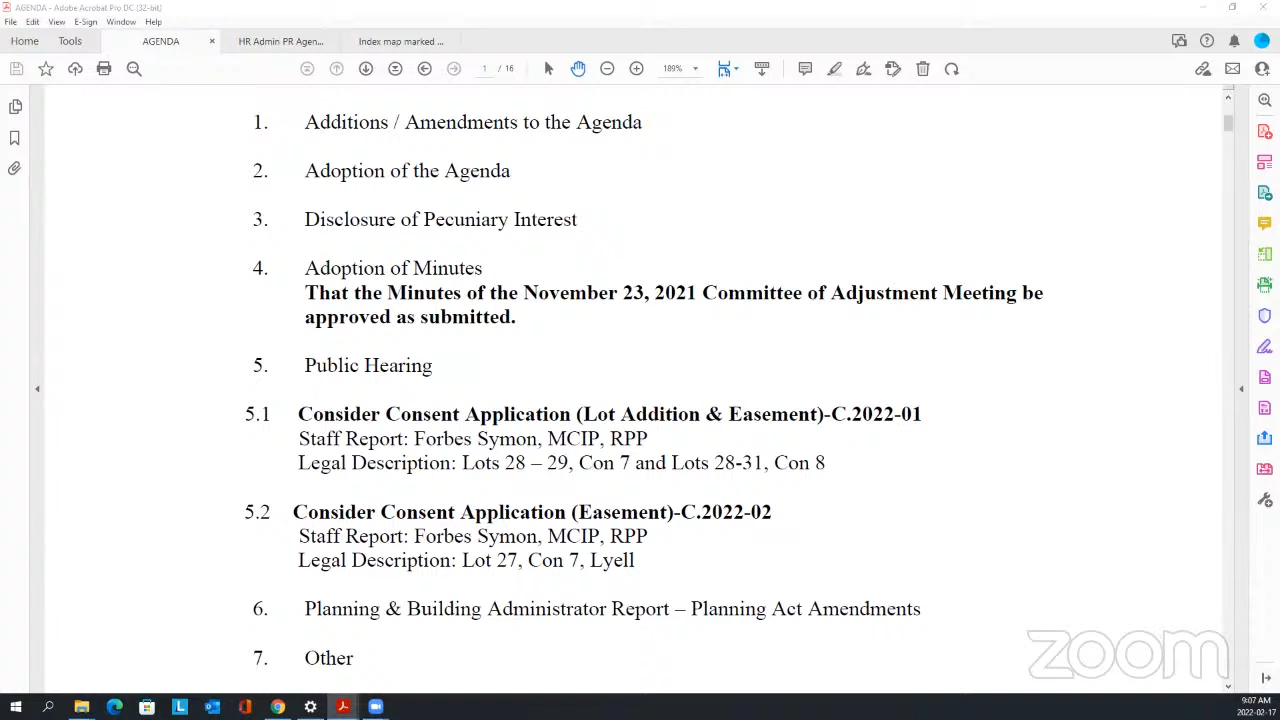 AGENDA - Adobe Acrobat Pro DC (32-bit)
File Edit View E-Sign Window Help
Home Tools AGENDA × HR Admin PR Agen... Index map marked ...
1 / 16 189%
1. Additions / Amendments to the Agenda
2. Adoption of the Agenda
3. Disclosure of Pecuniary Interest
4. Adoption of Minutes
That the Minutes of the November 23, 2021 Committee of Adjustment Meeting be
approved as submitted.
5. Public Hearing
5.1 Consider Consent Application (Lot Addition & Easement)-C.2022-01
Staff Report: Forbes Symon, MCIP, RPP
Legal Description: Lots 28 – 29, Con 7 and Lots 28-31, Con 8
5.2 Consider Consent Application (Easement)-C.2022-02
Staff Report: Forbes Symon, MCIP, RPP
Legal Description: Lot 27, Con 7, Lyell
6. Planning & Building Administrator Report – Planning Act Amendments
7. Other
zoom
9:07 AM
2022-02-17